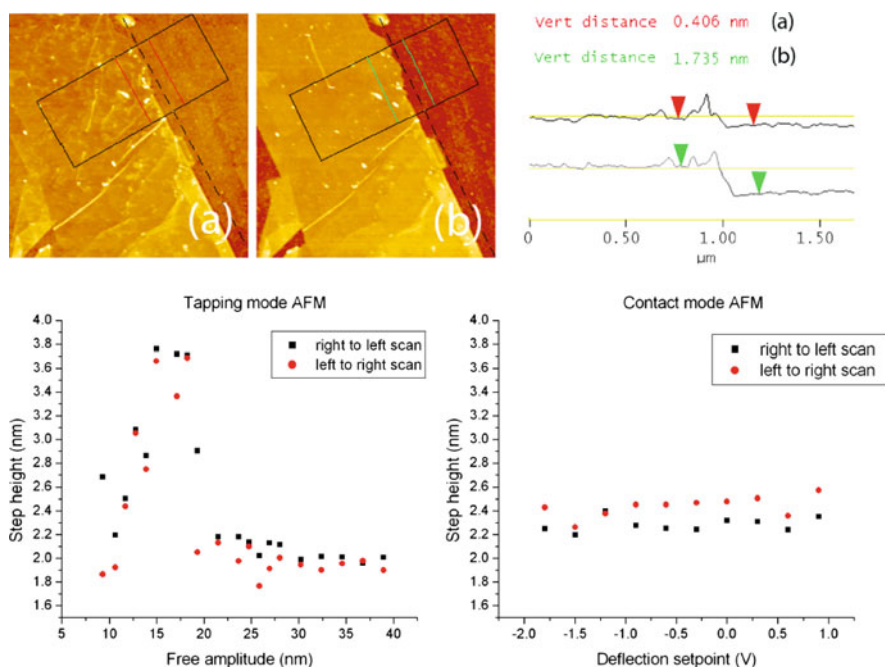 (a)
(b)
Vert distance 0.406 nm (a)
Vert distance 1.735 nm (b)
0 0.50 1.00 1.50
µm
Tapping mode AFM
4.0
3.8
3.6
3.4
3.2
3.0
2.8
2.6
2.4
2.2
2.0
1.8
1.6
Step height (nm)
right to left scan
left to right scan
5 10 15 20 25 30 35 40
Free amplitude (nm)
Contact mode AFM
4.0
3.8
3.6
3.4
3.2
3.0
2.8
2.6
2.4
2.2
2.0
1.8
1.6
Step height (nm)
right to left scan
left to right scan
-2.0 -1.5 -1.0 -0.5 0.0 0.5 1.0
Deflection setpoint (V)